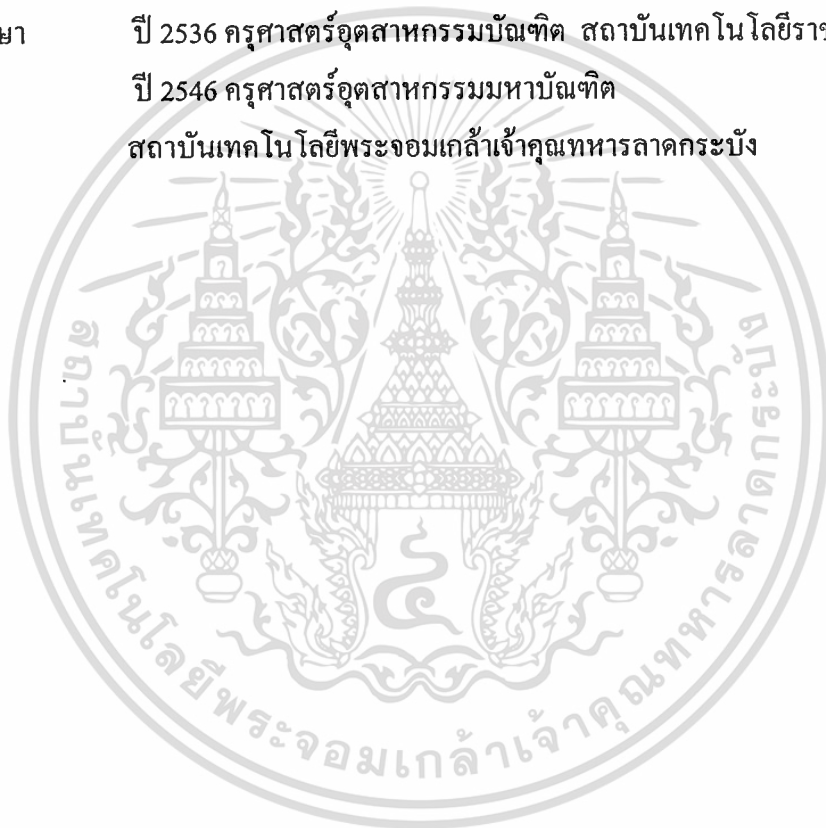 ษา ปี 2536 ครุศาสตร์อุตสาหกรรมบัณฑิต สถาบันเทคโนโลยีราช
ปี 2546 ครุศาสตร์อุตสาหกรรมมหาบัณฑิต
สถาบันเทคโนโลยีพระจอมเกล้าเจ้าคุณทหารลาดกระบัง
สถาบันเทคโนโลยีพระจอมเกล้าเจ้าคุณทหารลาดกระบัง
๔